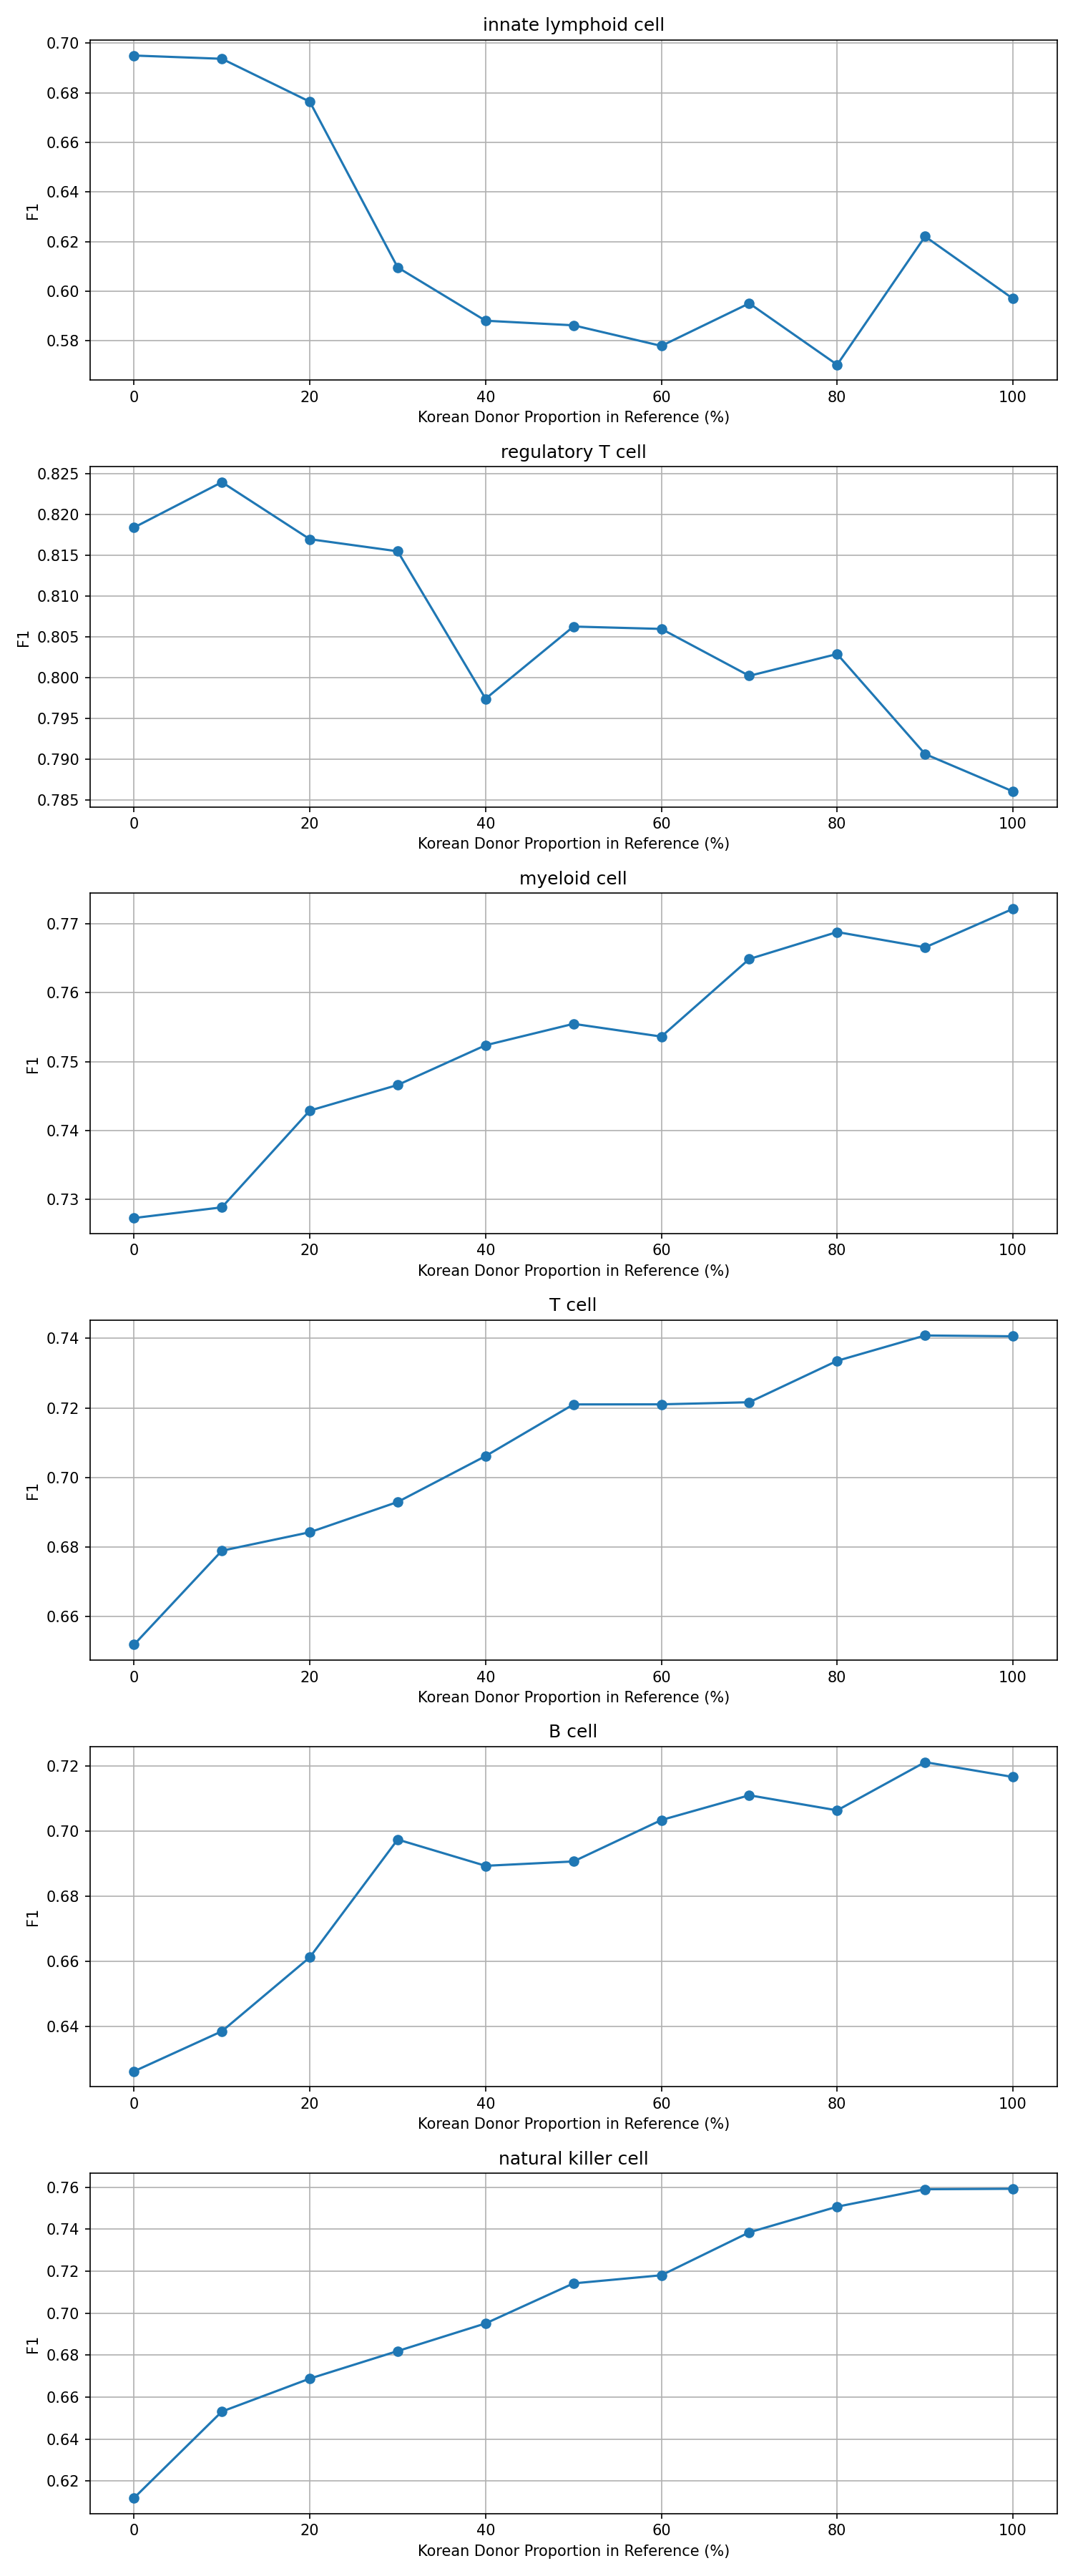 innate lymphoid cell
F1
0.70
0.68
0.66
0.64
0.62
0.60
0.58
0 20 40 60 80 100
Korean Donor Proportion in Reference (%)
regulatory T cell
F1
0.825
0.820
0.815
0.810
0.805
0.800
0.795
0.790
0.785
0 20 40 60 80 100
Korean Donor Proportion in Reference (%)
myeloid cell
F1
0.77
0.76
0.75
0.74
0.73
0 20 40 60 80 100
Korean Donor Proportion in Reference (%)
T cell
F1
0.74
0.72
0.70
0.68
0.66
0 20 40 60 80 100
Korean Donor Proportion in Reference (%)
B cell
F1
0.72
0.70
0.68
0.66
0.64
0 20 40 60 80 100
Korean Donor Proportion in Reference (%)
natural killer cell
F1
0.76
0.74
0.72
0.70
0.68
0.66
0.64
0.62
0 20 40 60 80 100
Korean Donor Proportion in Reference (%)